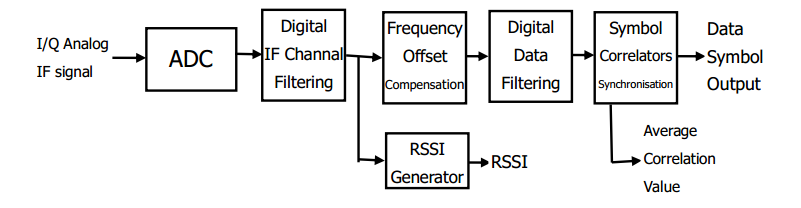 I/Q Analog
IF signal
ADC
Digital
IF Channel
Filtering
Frequency
Offset
Compensation
Digital
Data
Filtering
Symbol
Correlators
Synchronisation
Data
Symbol
Output
RSSI
Generator
RSSI
Average
Correlation
Value